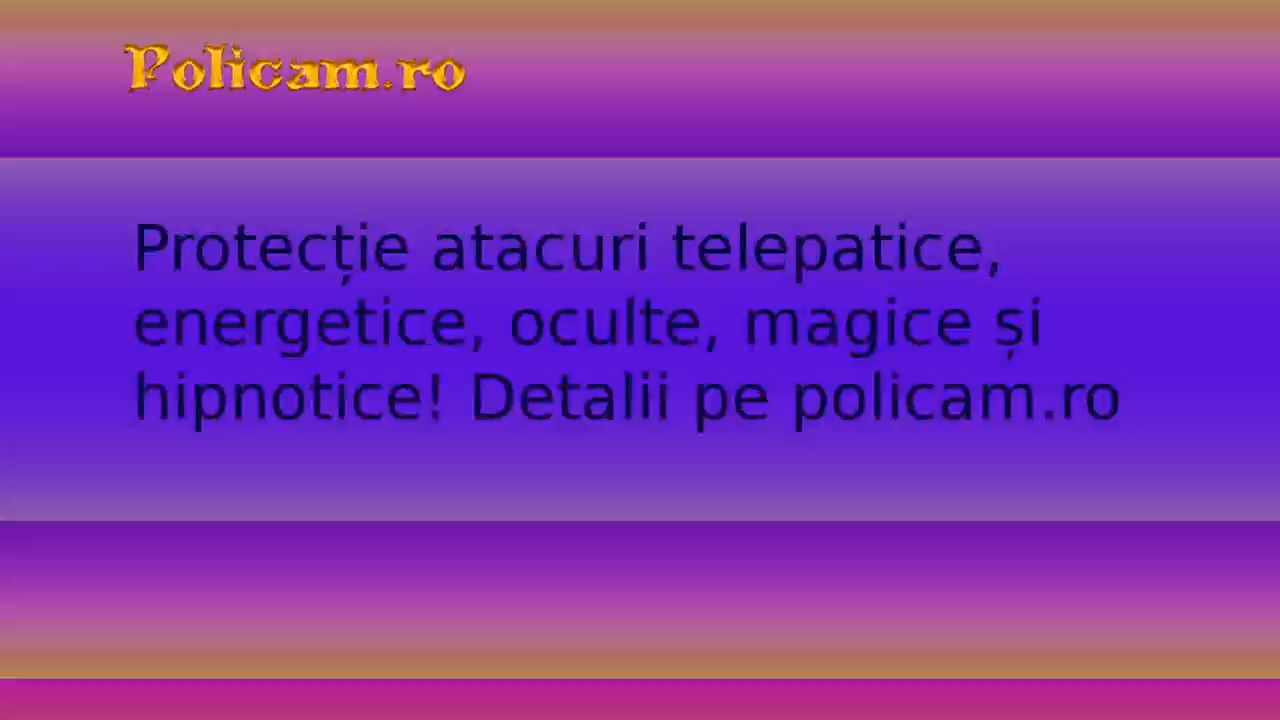 Policam.ro
Protecție atacuri telepatice,
energetice, oculte, magice și
hipnotice! Detalii pe policam.ro